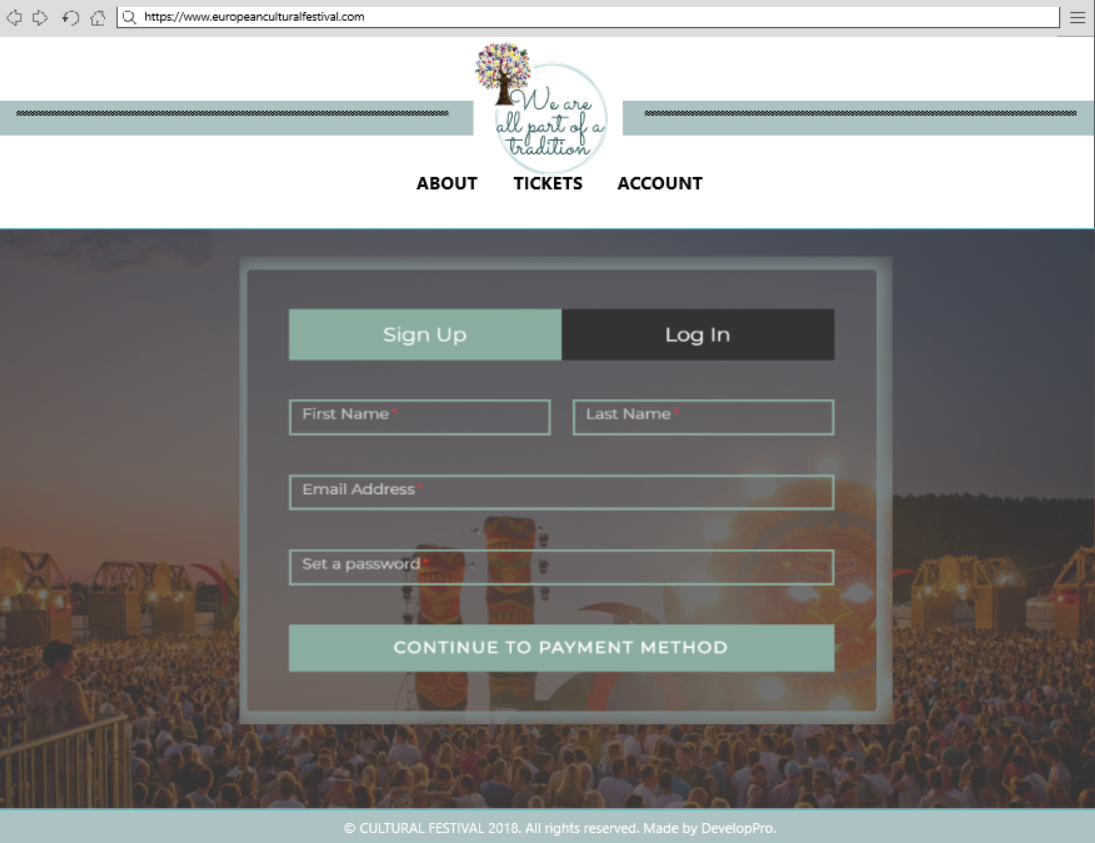 https://www.europeanculturalfestival.com
We are
all part of a
tradition
ABOUT TICKETS ACCOUNT
Sign Up Log In
First Name* Last Name*
Email Address*
Set a password*
CONTINUE TO PAYMENT METHOD
© CULTURAL FESTIVAL 2018. All rights reserved. Made by DevelopPro.